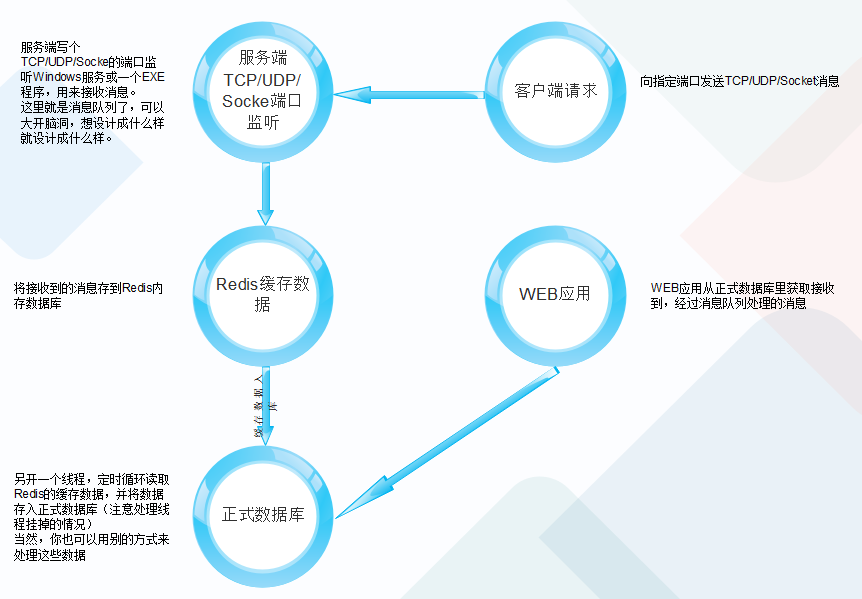 服务端写个
TCP/UDP/Socke的端口监
听Windows服务或一个EXE
程序，用来接收消息。
这里就是消息队列了，可以
大开脑洞，想设计成什么样
就设计成什么样。
服务端
TCP/UDP/
Socke端口
监听
客户端请求
向指定端口发送TCP/UDP/Socket消息
将接收到的消息存到Redis内
存数据库
Redis缓存数
据
WEB应用
WEB应用从正式数据库里获取接收
到，经过消息队列处理的消息
缓存数据入
库
另开一个线程，定时循环读取
Redis的缓存数据，并将数据
存入正式数据库（注意处理线
程挂掉的情况）
当然，你也可以用别的方式来
处理这些数据
正式数据库